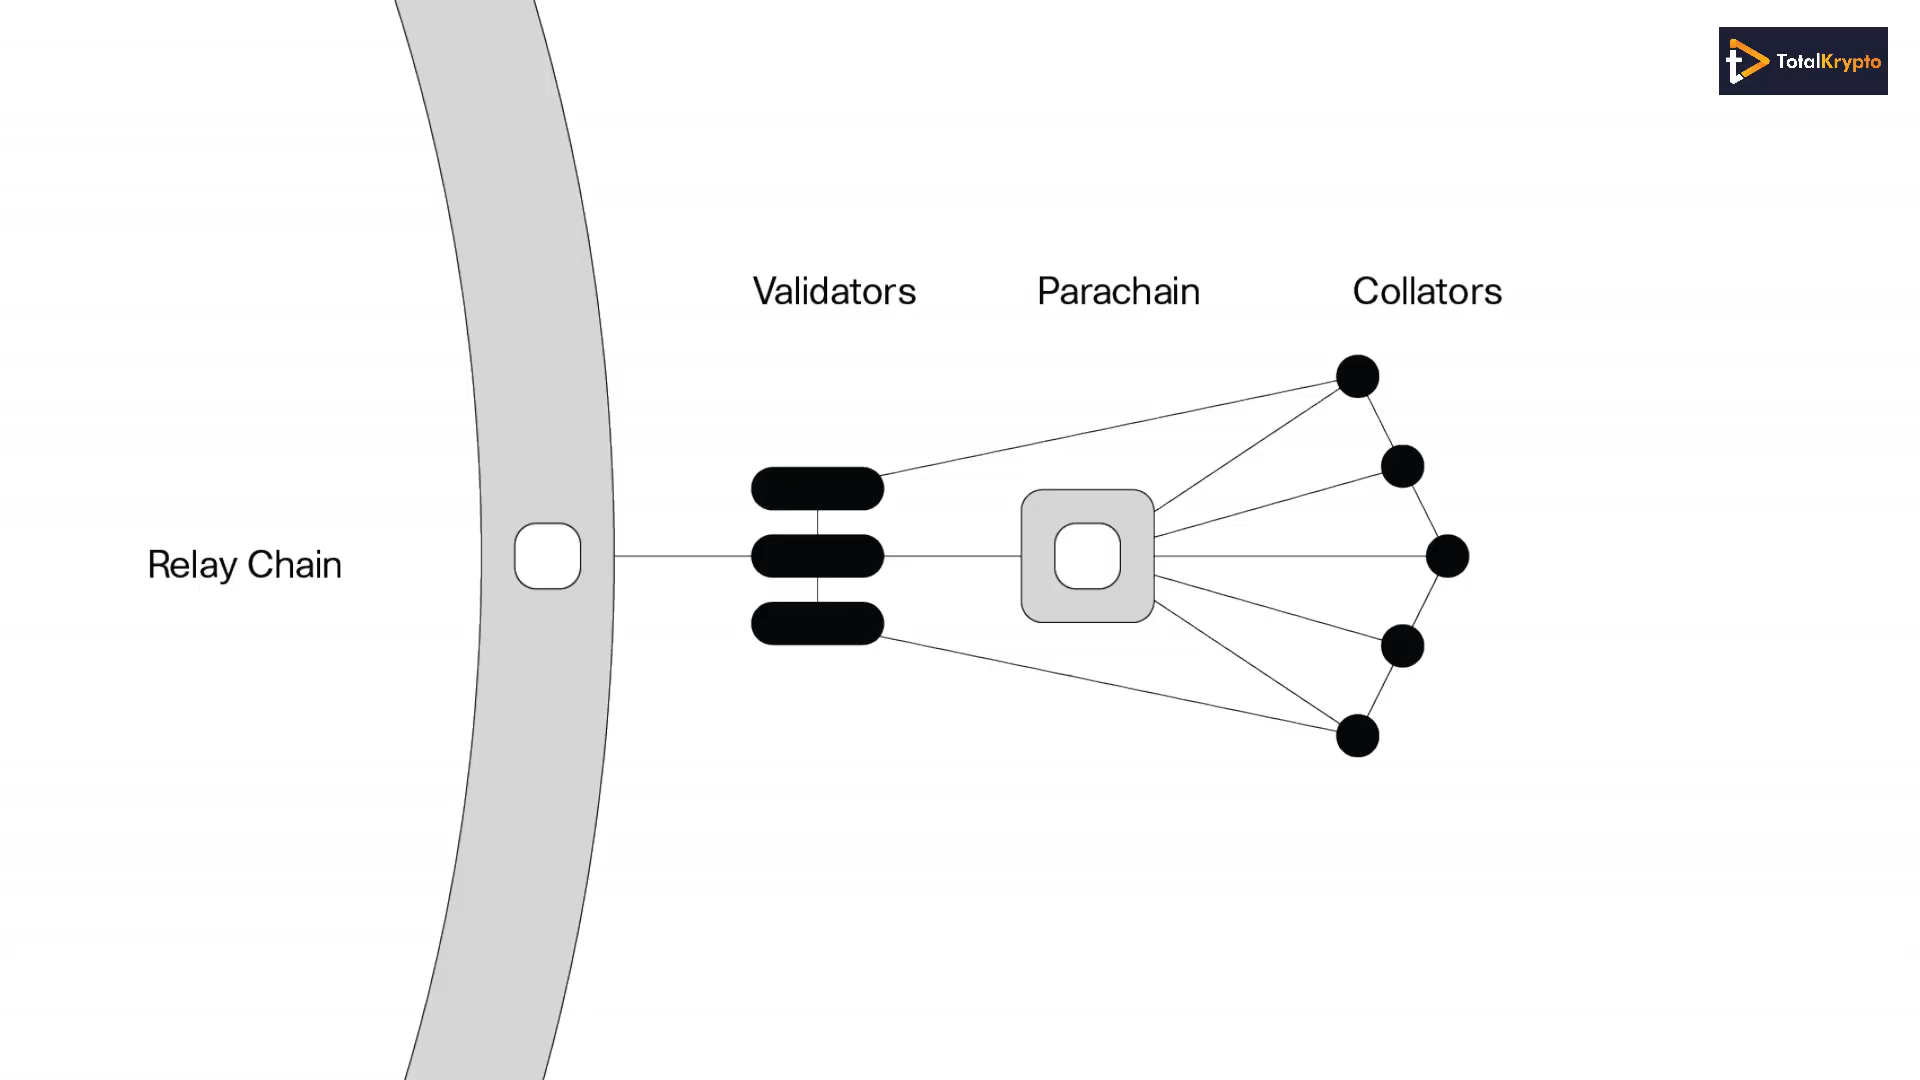 TotalKrypto
Validators
Parachain
Collators
Relay Chain